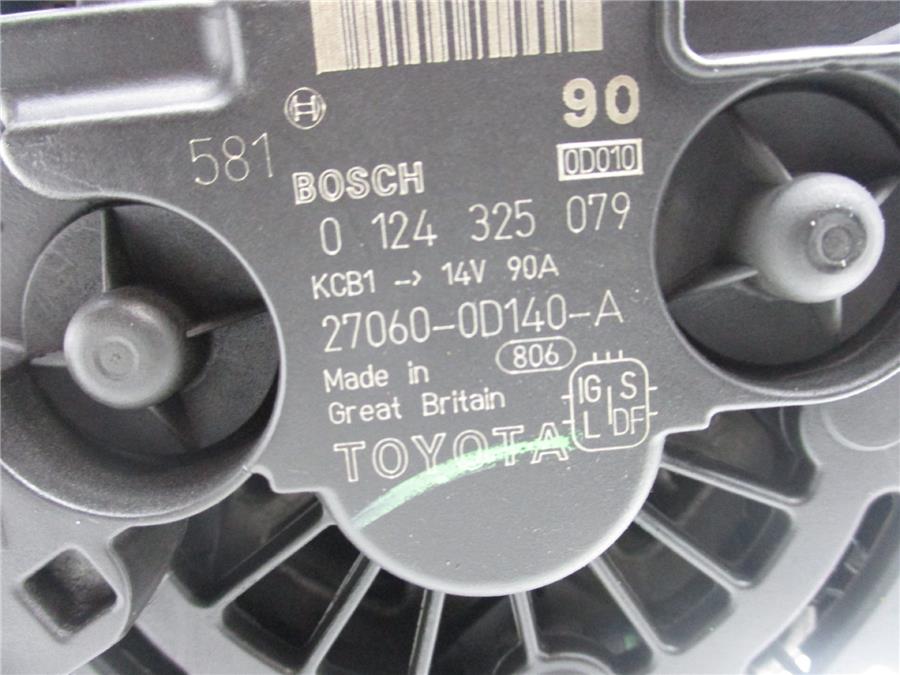 90
581
0D010
BOSCH
0 124 325 079
KCB1 -> 14V 90A
27060-0D140-A
806
Made in
Great Britain
IG S
L DF
TOYOTA